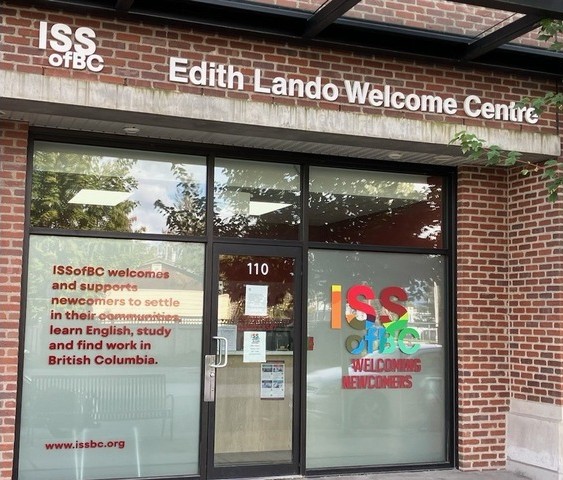 ISS
ofBC
Edith Lando Welcome Centre
110
ISSofBC welcomes
and supports
newcomers to settle
in their communities,
learn English, study
and find work in
British Columbia.
www.issbc.org
ISS
ofBC
WELCOMING
NEWCOMERS